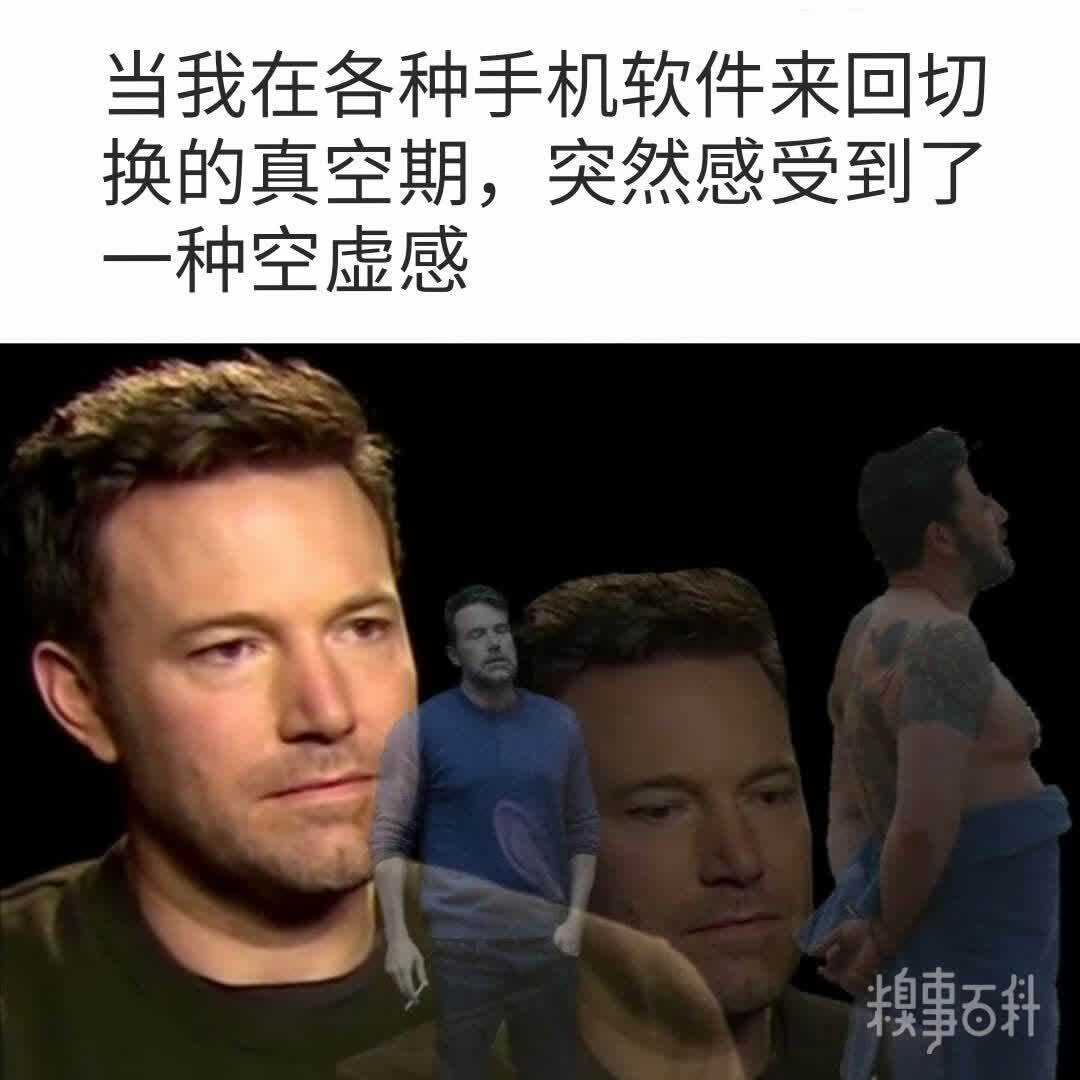 当我在各种手机软件来回切
换的真空期，突然感受到了
一种空虚感
糗事百科